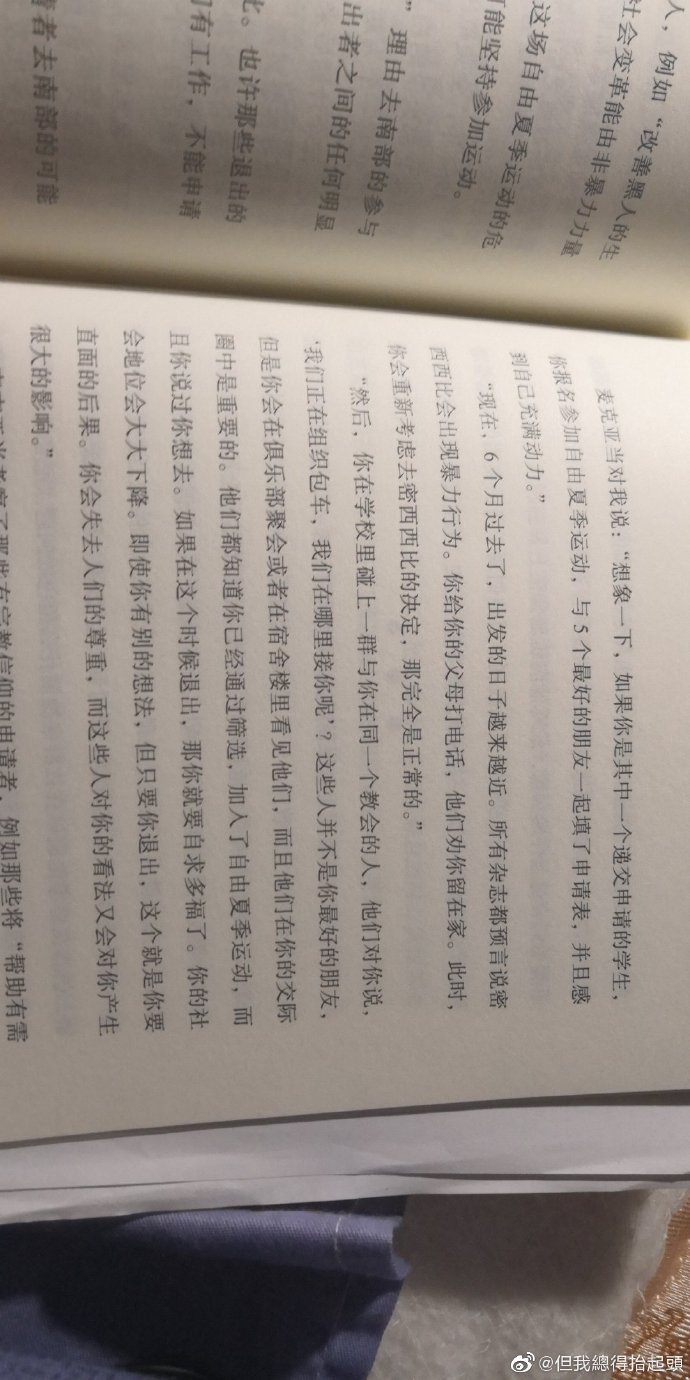 人，例如“改善黑人的生
社会变革能由非暴力力量
这场自由夏季运动的危
可能坚持参加运动。
”理由去南部的参与
出者之间的任何明显
比。也许那些退出的
们有工作，不能申请
请者去南部的可能
麦克亚当对我说：“想象一下，如果你是其中一个递交申请的学生，
你报名参加自由夏季运动，与5个最好的朋友一起填了申请表，并且感
到自己充满动力。”
“现在，6个月过去了，出发的日子越来越近。所有杂志都预言说密
西西比会出现暴力行为。你给你的父母打电话，他们劝你留在家。此时，
你会重新考虑去密西西比的决定，那完全是正常的。”
“然后，你在学校里碰上一群与你在同一个教会的人，他们对你说，
‘我们正在组织包车，我们在哪里接你呢’？这些人并不是你最好的朋友，
但是你会在俱乐部聚会或者在宿舍楼里看见他们，而且他们在你的交际
圈中是重要的。他们都知道你已经通过筛选，加入了自由夏季运动，而
且你说过你想去。如果在这个时候退出，那你就要自求多福了。你的社
会地位会大大下降。即使你有别的想法，但只要你退出，这个就是你要
直面的后果。你会失去人们的尊重，而这些人对你的看法又会对你产生
很大的影响。”
那些有宗教信仰的申请者，例如那些将“帮助有需
@但我總得抬起頭